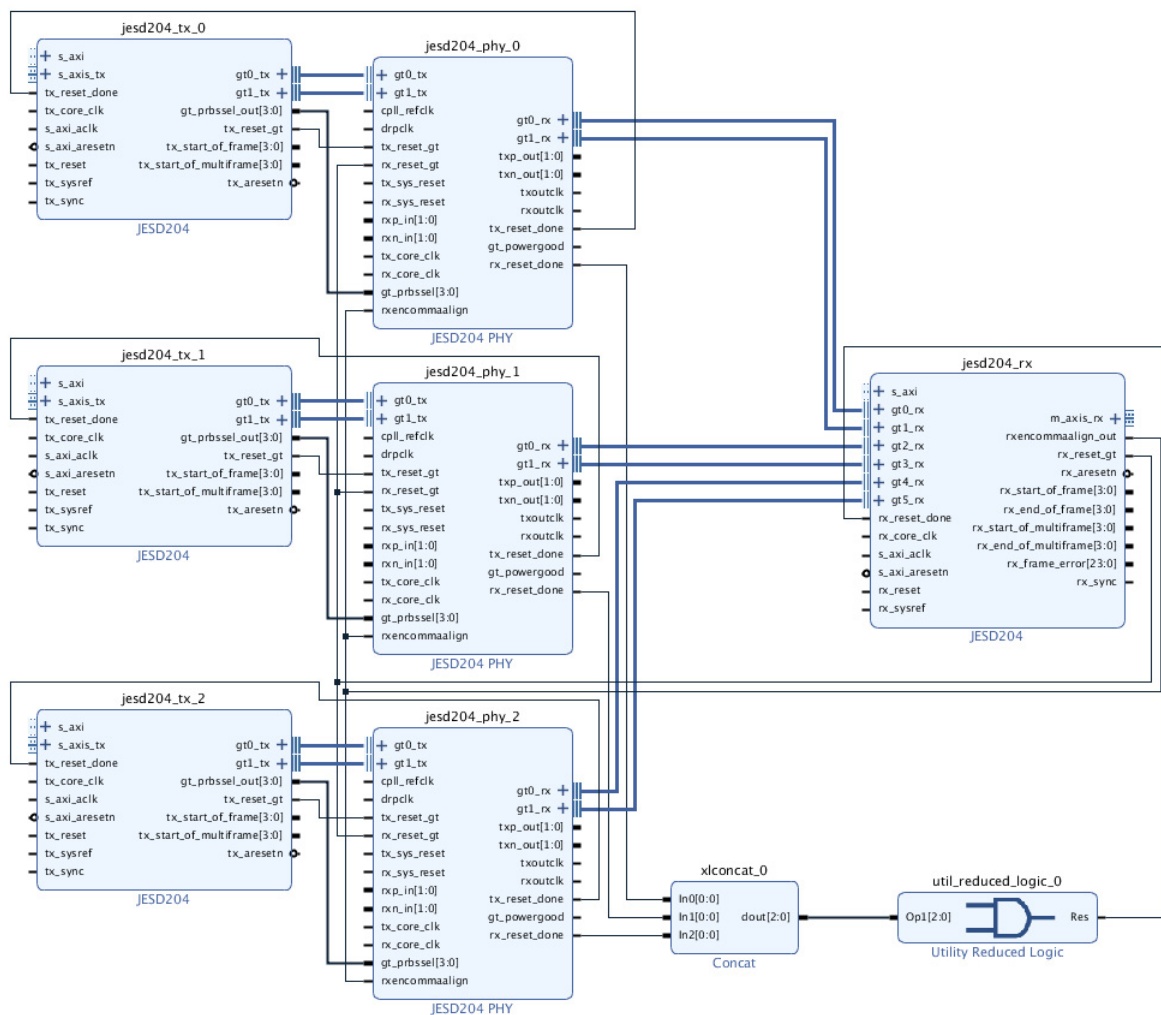 jesd204_tx_0
s_axi
s_axis_tx
tx_reset_done
tx_core_clk
s_axi_aclk
s_axi_aresetn
tx_reset
tx_sysref
tx_sync
gt0_tx
gt1_tx
gt_prbssel_out[3:0]
tx_reset_gt
tx_start_of_frame[3:0]
tx_start_of_multiframe[3:0]
tx_aresetn
JESD204
jesd204_phy_0
gt0_tx
gt1_tx
cpll_refclk
drpclk
tx_reset_gt
rx_reset_gt
tx_sys_reset
rx_sys_reset
rxp_in[1:0]
rxn_in[1:0]
tx_core_clk
rx_core_clk
gt_prbssel[3:0]
rxencommaalign
gt0_rx
gt1_rx
txp_out[1:0]
txn_out[1:0]
txoutclk
rxoutclk
tx_reset_done
gt_powergood
rx_reset_done
JESD204 PHY
jesd204_tx_1
s_axi
s_axis_tx
tx_reset_done
tx_core_clk
s_axi_aclk
s_axi_aresetn
tx_reset
tx_sysref
tx_sync
gt0_tx
gt1_tx
gt_prbssel_out[3:0]
tx_reset_gt
tx_start_of_frame[3:0]
tx_start_of_multiframe[3:0]
tx_aresetn
JESD204
jesd204_phy_1
gt0_tx
gt1_tx
cpll_refclk
drpclk
tx_reset_gt
rx_reset_gt
tx_sys_reset
rx_sys_reset
rxp_in[1:0]
rxn_in[1:0]
tx_core_clk
rx_core_clk
gt_prbssel[3:0]
rxencommaalign
gt0_rx
gt1_rx
txp_out[1:0]
txn_out[1:0]
txoutclk
rxoutclk
tx_reset_done
gt_powergood
rx_reset_done
JESD204 PHY
jesd204_rx
s_axi
gt0_rx
gt1_rx
gt2_rx
gt3_rx
gt4_rx
gt5_rx
rx_reset_done
rx_core_clk
s_axi_aclk
s_axi_aresetn
rx_reset
rx_sysref
m_axis_rx
rxencommaalign_out
rx_reset_gt
rx_aresetn
rx_start_of_frame[3:0]
rx_end_of_frame[3:0]
rx_start_of_multiframe[3:0]
rx_end_of_multiframe[3:0]
rx_frame_error[23:0]
rx_sync
JESD204
jesd204_tx_2
s_axi
s_axis_tx
tx_reset_done
tx_core_clk
s_axi_aclk
s_axi_aresetn
tx_reset
tx_sysref
tx_sync
gt0_tx
gt1_tx
gt_prbssel_out[3:0]
tx_reset_gt
tx_start_of_frame[3:0]
tx_start_of_multiframe[3:0]
tx_aresetn
JESD204
jesd204_phy_2
gt0_tx
gt1_tx
cpll_refclk
drpclk
tx_reset_gt
rx_reset_gt
tx_sys_reset
rx_sys_reset
rxp_in[1:0]
rxn_in[1:0]
tx_core_clk
rx_core_clk
gt_prbssel[3:0]
rxencommaalign
gt0_rx
gt1_rx
txp_out[1:0]
txn_out[1:0]
txoutclk
rxoutclk
tx_reset_done
gt_powergood
rx_reset_done
JESD204 PHY
xlconcat_0
In0[0:0]
In1[0:0]
In2[0:0]
dout[2:0]
Concat
util_reduced_logic_0
Op1[2:0]
Res
Utility Reduced Logic